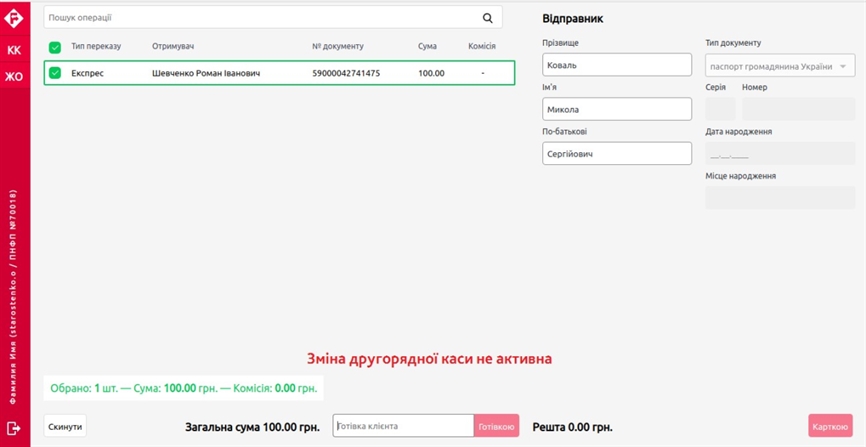 Пошук операції
Відправник
КК
ЖО
Тип переказу Отримувач № документу Сума Комісія
Експрес Шевченко Роман Іванович 59000042741475 100.00 -
Прізвище Тип документу
Коваль паспорт громадянина України
Ім'я Серія Номер
Микола
По-батькові Дата народження
Сергійович __.__.____
Місце народження
Фамилия Имя (starostenko.o / ПНФП №70018)
Зміна другорядної каси не активна
Обрано: 1 шт. — Сума: 100.00 грн. — Комісія: 0.00 грн.
Скинути Загальна сума 100.00 грн. Готівка клієнта Готівкою Решта 0.00 грн. Карткою